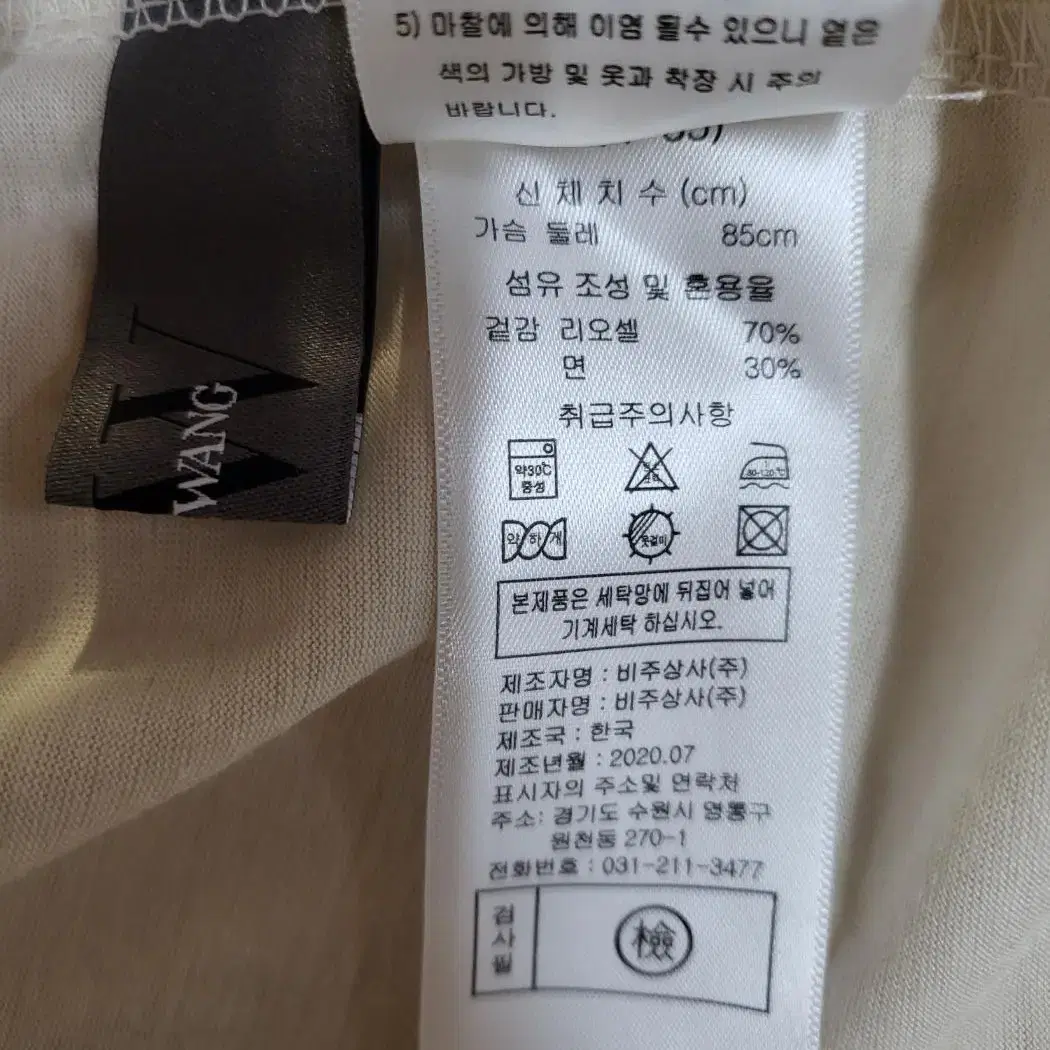 5) 마찰에 의해 이염 될수 있으니 옅은
색의 가방 및 옷과 착장 시 주의
바랍니다.
신 체 치 수 (cm)
가슴 둘레 85cm
섬유 조성 및 혼용율
겉감 리오셀 70%
면 30%
취급주의사항
약30℃
중성
80-120℃
약하게
옷걸이
본제품은 세탁망에 뒤집어 넣어
기계세탁 하십시오.
제조자명 : 비주상사(주)
판매자명 : 비주상사(주)
제조국 : 한국
제조년월 : 2020.07
표시자의 주소및 연락처
주소: 경기도 수원시 영통구
원천동 270-1
전화번호 : 031-211-3477
검사필
檢
W
WANG